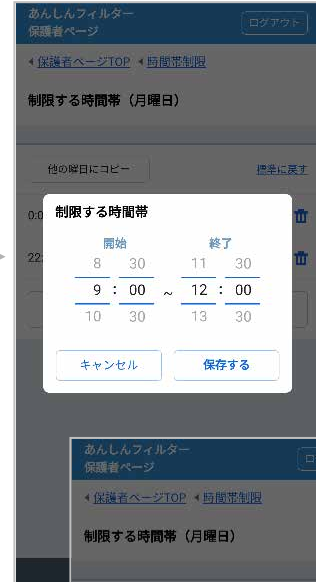 あんしんフィルター
保護者ページ
ログアウト
保護者ページTOP 時間帯制限
制限する時間帯（月曜日）
他の曜日にコピー 標準に戻す
0:0
制限する時間帯
開始 終了
8 30 11 30
9 : 00 ~ 12 : 00
10 30 13 30
22:
キャンセル 保存する
あんしんフィルター
保護者ページ
ロ
保護者ページTOP 時間帯制限
制限する時間帯（月曜日）